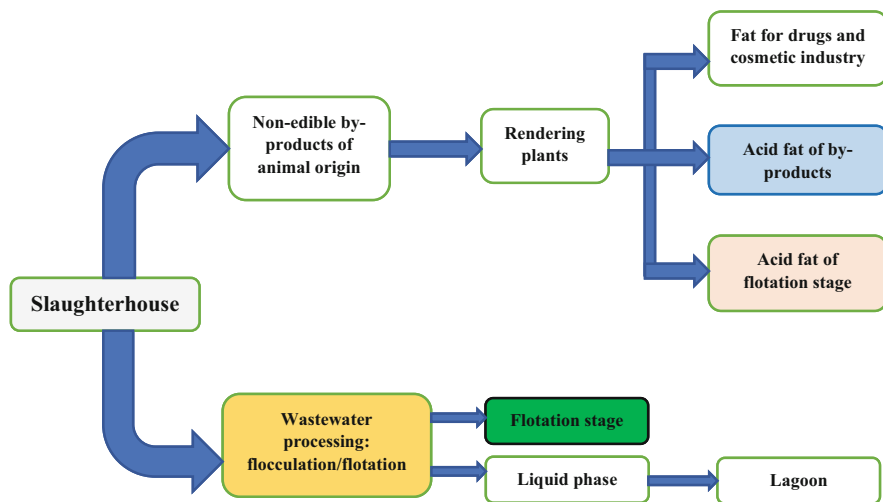 Fat for drugs and
cosmetic industry
Non-edible by-
products of
animal origin
Rendering
plants
Acid fat of by-
products
Acid fat of
flotation stage
Slaughterhouse
Wastewater
processing:
flocculation/flotation
Flotation stage
Liquid phase
Lagoon